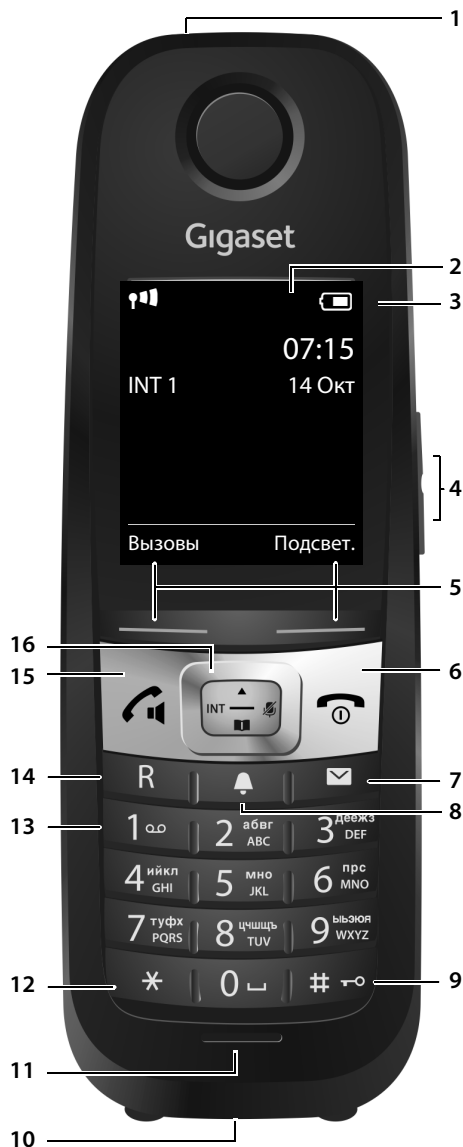 1
Gigaset
2
3
07:15
INT 1 14 Окт
4
Вызовы Подсвет.
5
16
15
6
INT
14
R
7
8
13
1
2 абвг ABC
3 деежз DEF
4 ийкл GHI
5 мно JKL
6 прс MNO
7 туфх PQRS
8 цчшщъ TUV
9 ыьэюя WXYZ
12
*
0
#
9
11
10